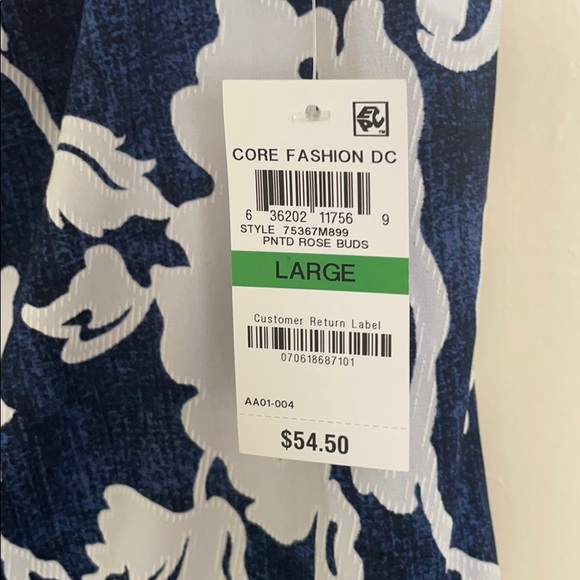 EPC™
CORE FASHION DC
6 36202 11756 9
STYLE 75367M899
PNTD ROSE BUDS
LARGE
Customer Return Label
070618687101
AA01-004
$54.50